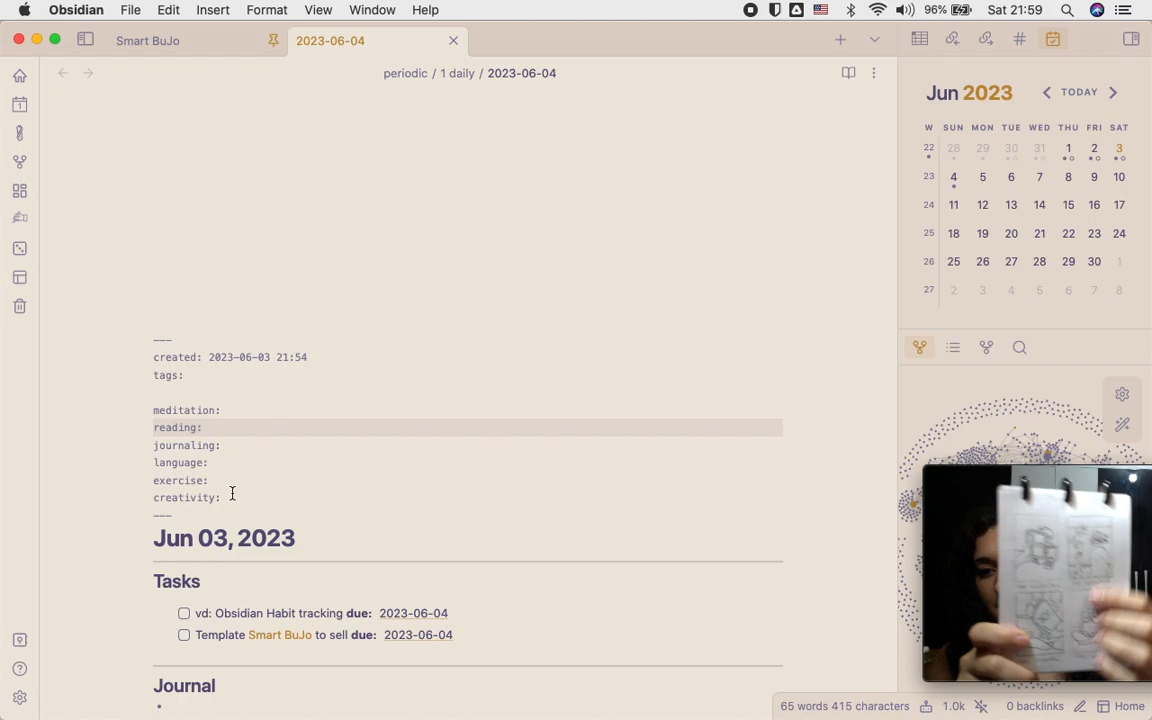 Obsidian File Edit Insert Format View Window Help 96% Sat 21:59
Smart BuJo 2023-06-04
periodic / 1 daily / 2023-06-04
---
created: 2023-06-03 21:54
tags:
meditation:
reading:
journaling:
language:
exercise:
creativity:
---
Jun 03, 2023
Tasks
vd: Obsidian Habit tracking due: 2023-06-04
Template Smart BuJo to sell due: 2023-06-04
Journal
Jun 2023 TODAY
W SUN MON TUE WED THU FRI SAT
22 28 29 30 31 1 2 3
23 4 5 6 7 8 9 10
24 11 12 13 14 15 16 17
25 18 19 20 21 22 23 24
26 25 26 27 28 29 30 1
27 2 3 4 5 6 7 8
65 words 415 characters 1.0k 0 backlinks Home